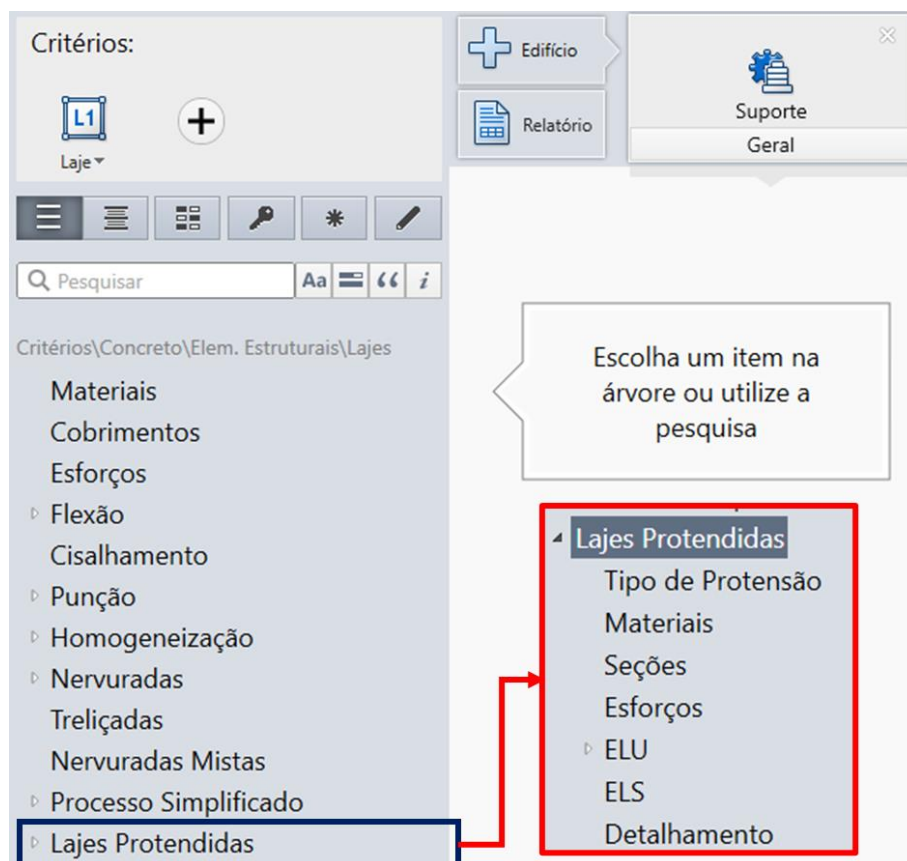 Critérios:
L1
Laje
Edifício
Relatório
Suporte
Geral
Pesquisar
Aa
“
i
Critérios\Concreto\Elem. Estruturais\Lajes
Materiais
Cobrimentos
Esforços
Flexão
Cisalhamento
Punção
Homogeneização
Nervuradas
Treliçadas
Nervuradas Mistas
Processo Simplificado
Lajes Protendidas
Escolha um item na
árvore ou utilize a
pesquisa
Lajes Protendidas
Tipo de Protensão
Materiais
Seções
Esforços
ELU
ELS
Detalhamento